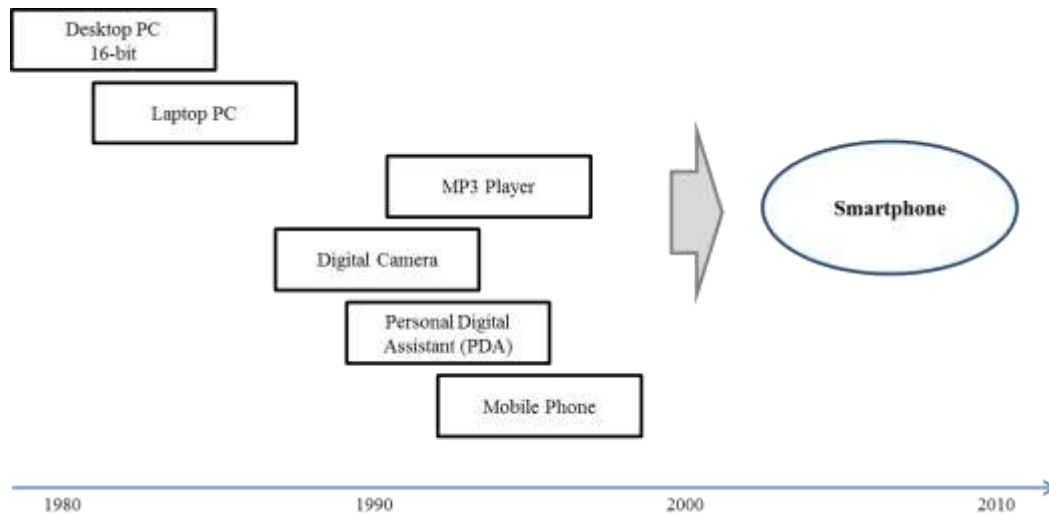 Desktop PC
16-bit
Laptop PC
MP3 Player
Digital Camera
Personal Digital
Assistant (PDA)
Mobile Phone
Smartphone
1980
1990
2000
2010